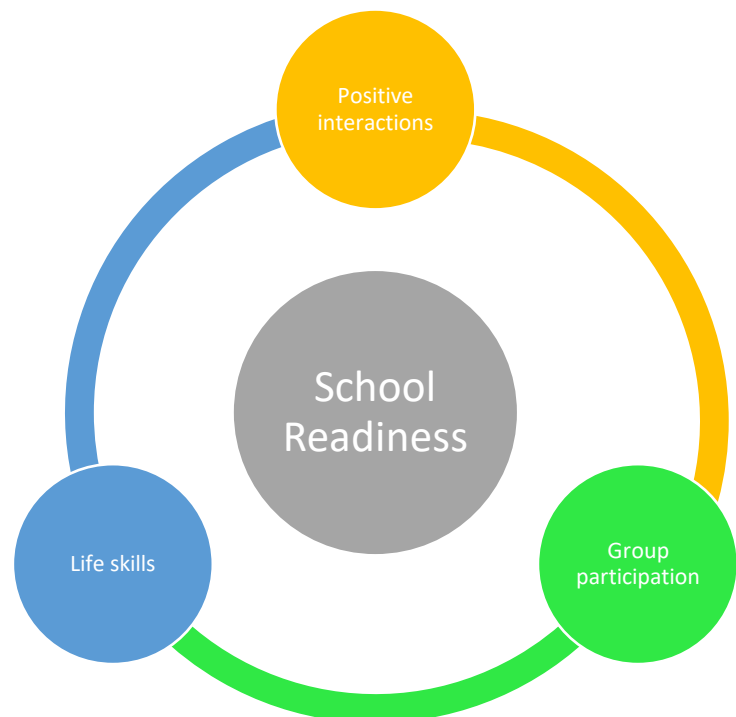 Positive
interactions
School
Readiness
Life skills
Group
participation